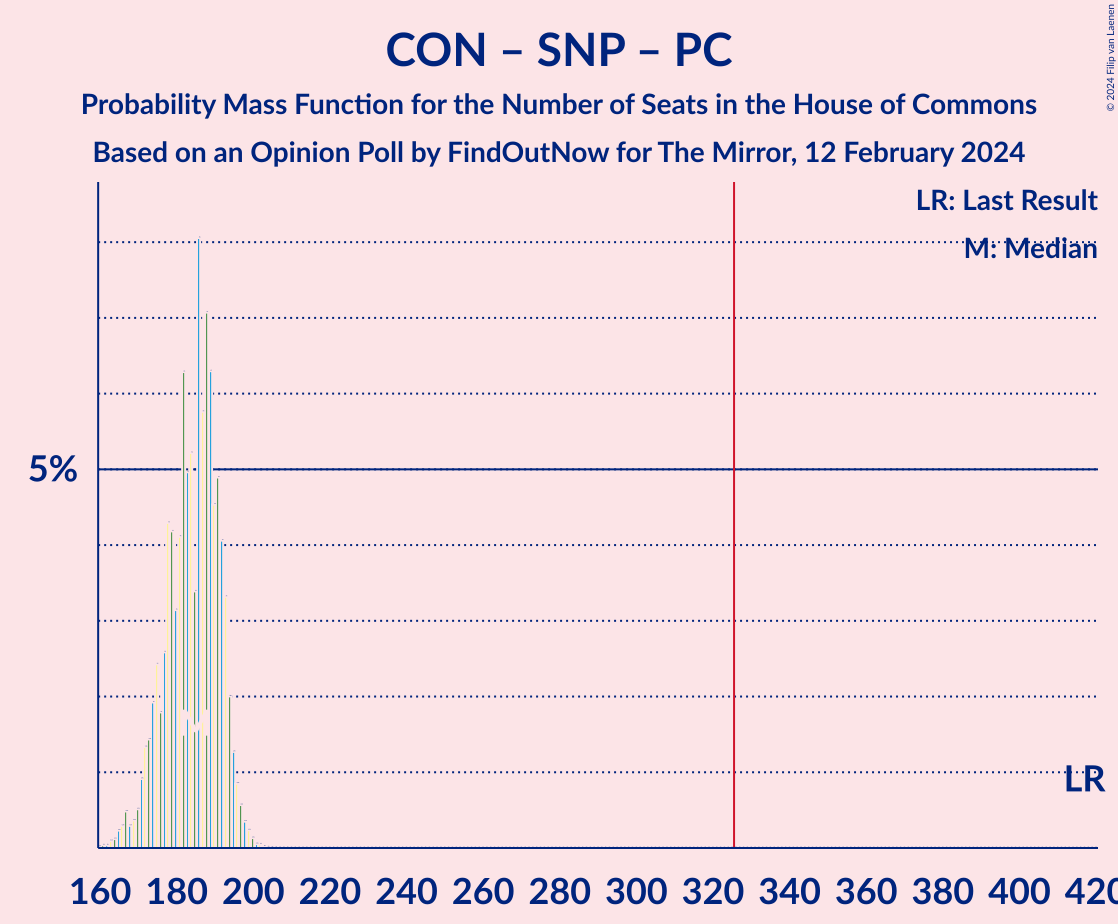 CON – SNP – PC
Probability Mass Function for the Number of Seats in the House of Commons
Based on an Opinion Poll by FindOutNow for The Mirror, 12 February 2024
© 2024 Filip van Laenen
LR: Last Result
M: Median
5%
LR
160 180 200 220 240 260 280 300 320 340 360 380 400 420